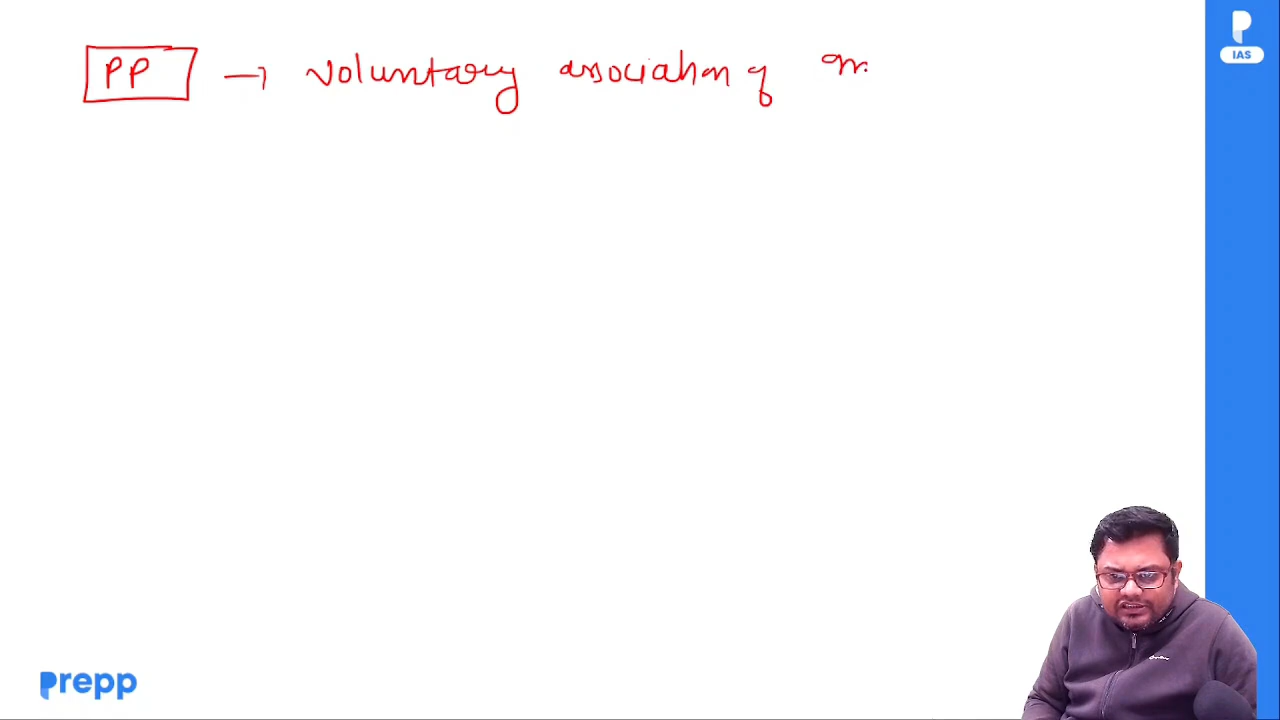 PP → voluntary association of
IAS
prepp